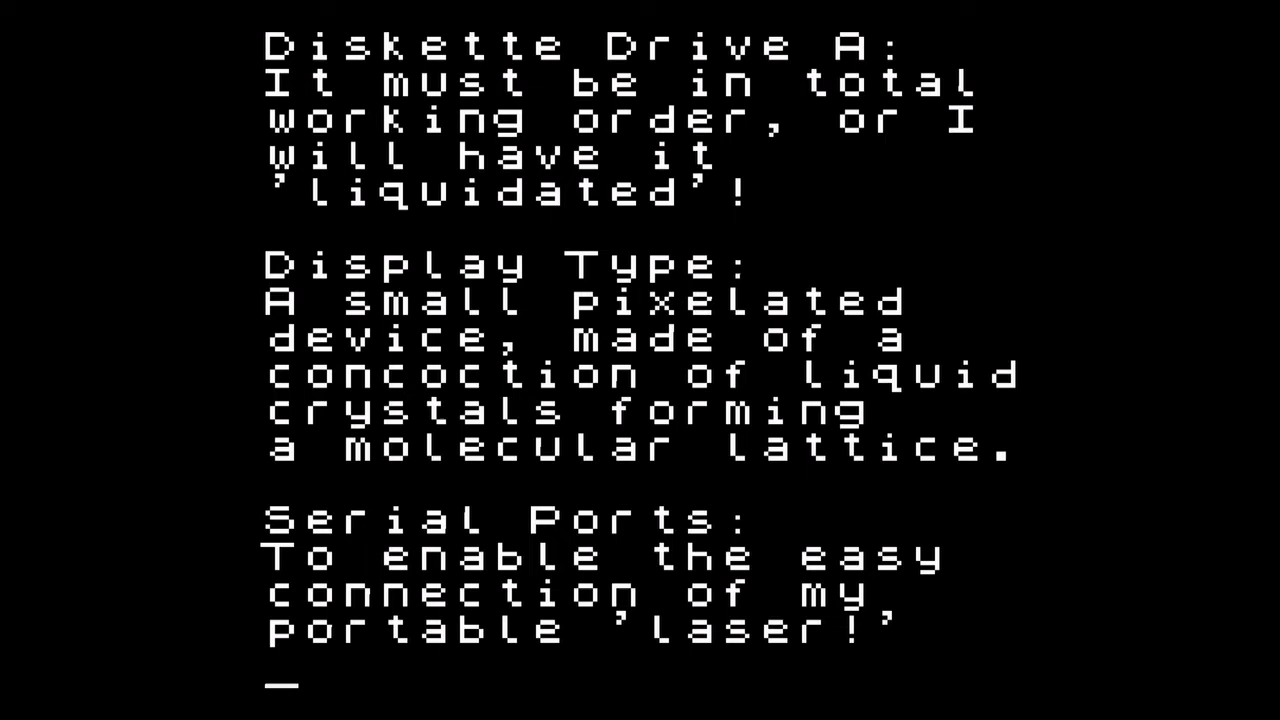 Diskette Drive A:
It must be in total
working order, or I
will have it
'liquidated'!
Display Type:
A small pixelated
device, made of a
concoction of liquid
crystals forming
a molecular lattice.
Serial Ports:
To enable the easy
connection of my
portable 'laser!'
_